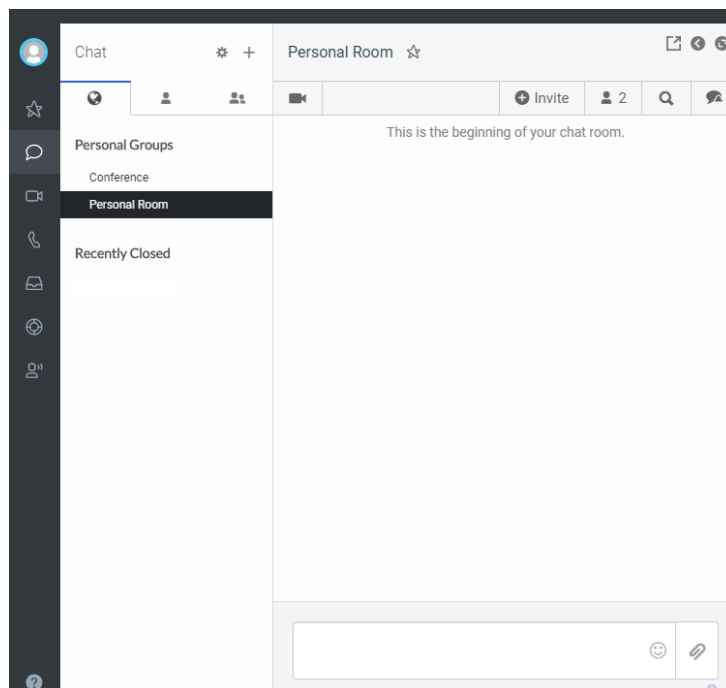 Chat
Personal Room
Invite
2
This is the beginning of your chat room.
Personal Groups
Conference
Personal Room
Recently Closed
?